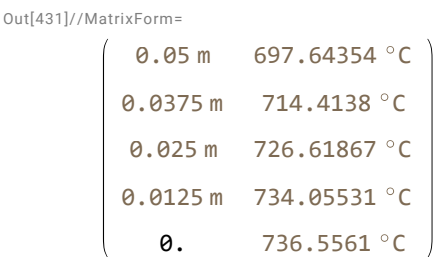 Out[431]//MatrixForm=
0.05 m 697.64354 °C
0.0375 m 714.4138 °C
0.025 m 726.61867 °C
0.0125 m 734.05531 °C
0. 736.5561 °C